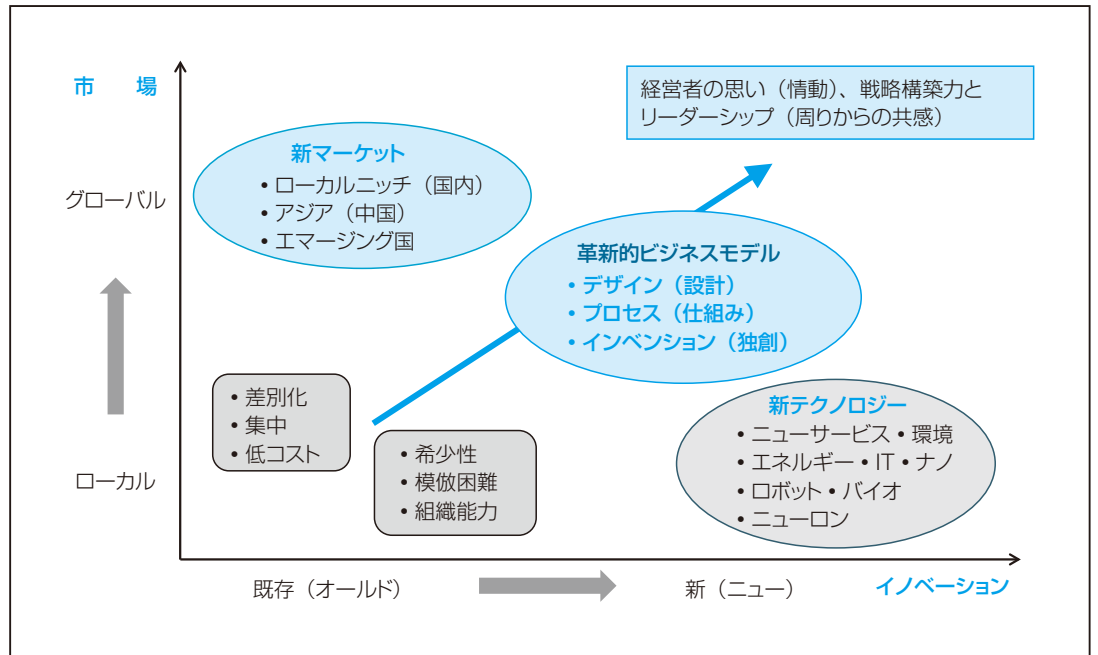 市　場
経営者の思い（情動）、戦略構築力と
リーダーシップ（周りからの共感）
新マーケット
• ローカルニッチ（国内）
• アジア（中国）
• エマージング国
グローバル
革新的ビジネスモデル
• デザイン（設計）
• プロセス（仕組み）
• インベンション（独創）
• 差別化
• 集中
• 低コスト
• 希少性
• 模倣困難
• 組織能力
新テクノロジー
• ニューサービス・環境
• エネルギー・IT・ナノ
• ロボット・バイオ
• ニューロン
ローカル
既存（オールド）
新（ニュー）
イノベーション